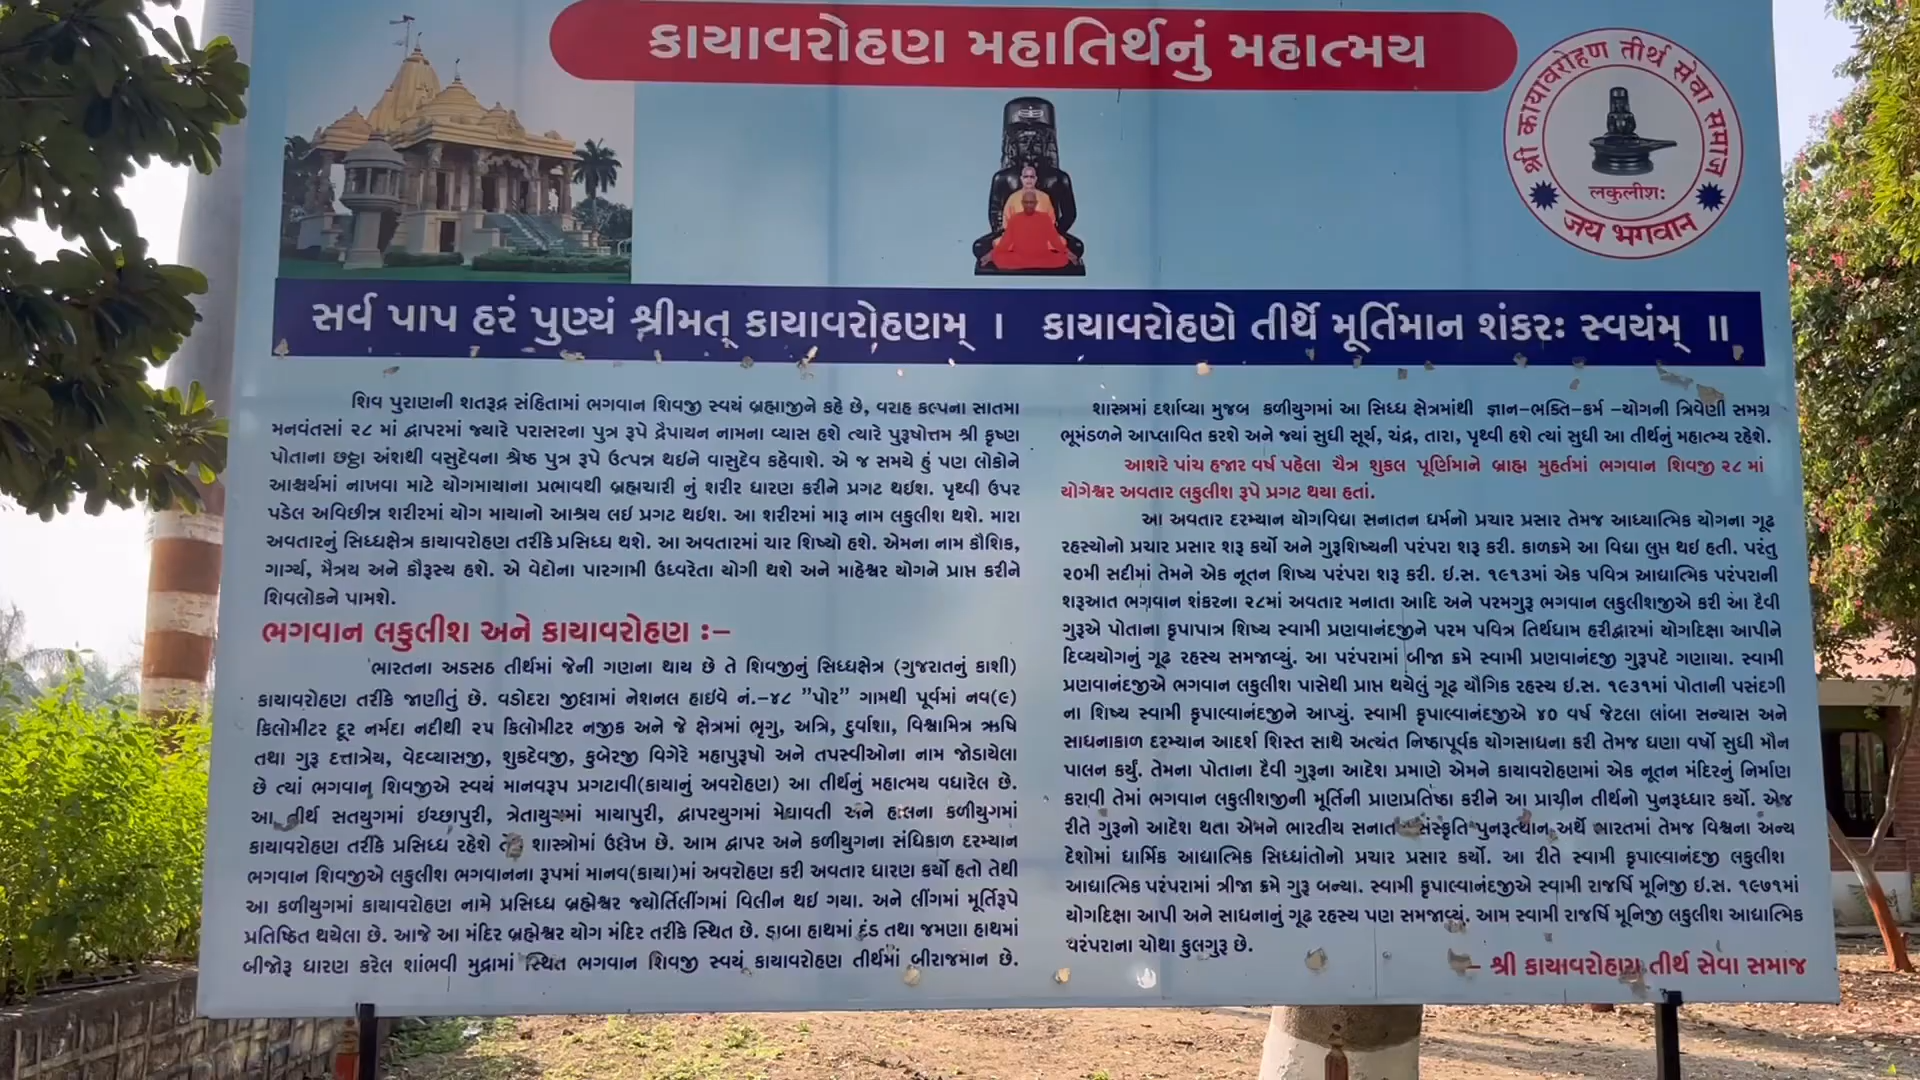 કાયાવરોહણ મહાતિર્થનું મહાત્મય
શ્રી કાયાવરોહણ તીર્થ સેવા સમાજ
લકુલીશઃ
જય ભગવાન
સર્વ પાપ હરં પુણ્યં શ્રીમત્ કાયાવરોહણમ્ । કાયાવરોહણે તીર્થે મૂર્તિમાન શંકરઃ સ્વયંમ્ ॥
શિવ પુરાણની શતરૂદ્ર સંહિતામાં ભગવાન શિવજી સ્વયં બ્રહ્માજીને કહે છે, વરાહ કલ્પના સાતમા
મનવંતસાં ૨૮ માં દ્વાપરમાં જ્યારે પરાસરના પુત્ર રૂપે દ્રૈપાયન નામના વ્યાસ હશે ત્યારે પુરૂષોત્તમ શ્રી કૃષ્ણ
પોતાના છઠ્ઠા અંશથી વસુદેવના શ્રેષ્ઠ પુત્ર રૂપે ઉત્પન્ન થઇને વાસુદેવ કહેવાશે. એ જ સમયે હું પણ લોકોને
આશ્ચર્યમાં નાખવા માટે યોગમાયાના પ્રભાવથી બ્રહ્મચારી નું શરીર ધારણ કરીને પ્રગટ થઇશ. પૃથ્વી ઉપર
પડેલ અવિછીન્ન શરીરમાં યોગ માયાનો આશ્રય લઇ પ્રગટ થઇશ. આ શરીરમાં મારૂ નામ લકુલીશ થશે. મારા
અવતારનું સિધ્ધક્ષેત્ર કાયાવરોહણ તરીકે પ્રસિધ્ધ થશે. આ અવતારમાં ચાર શિષ્યો હશે. એમના નામ કૌશિક,
ગાર્ગ્ય, મૈત્રય અને કૌરૂસ્ય હશે. એ વેદોના પારગામી ઉધ્વરેતા યોગી થશે અને માહેશ્વર યોગને પ્રાપ્ત કરીને
શિવલોકને પામશે.
ભગવાન લકુલીશ અને કાયાવરોહણ :–
ભારતના અડસઠ તીર્થમાં જેની ગણના થાય છે તે શિવજીનું સિધ્ધક્ષેત્ર (ગુજરાતનું કાશી)
કાયાવરોહણ તરીકે જાણીતું છે. વડોદરા જીલ્લામાં નેશનલ હાઇવે નં.-૪૮ "પોર" ગામથી પૂર્વમાં નવ(૯)
કિલોમીટર દૂર નર્મદા નદીથી ૨૫ કિલોમીટર નજીક અને જે ક્ષેત્રમાં ભૃગુ, અત્રિ, દુર્વાશા, વિશ્વામિત્ર ઋષિ
તથા ગુરૂ દત્તાત્રેય, વેદવ્યાસજી, શુકદેવજી, કુબેરજી વિગેરે મહાપુરૂષો અને તપસ્વીઓના નામ જોડાયેલા
છે ત્યાં ભગવાન શિવજીએ સ્વયં માનવરૂપ પ્રગટાવી(કાયાનું અવરોહણ) આ તીર્થનું મહાત્મય વધારેલ છે.
આ તીર્થ સતયુગમાં ઇચ્છાપુરી, ત્રેતાયુગમાં માયાપુરી, દ્વાપરયુગમાં મેઘાવતી અને હાલના કળીયુગમાં
કાયાવરોહણ તરીકે પ્રસિધ્ધ રહેશે શાસ્ત્રોમાં ઉલ્લેખ છે. આમ દ્વાપર અને કળીયુગના સંધિકાળ દરમ્યાન
ભગવાન શિવજીએ લકુલીશ ભગવાનના રૂપમાં માનવ(કાયા)માં અવરોહણ કરી અવતાર ધારણ કર્યો હતો તેથી
આ કળીયુગમાં કાયાવરોહણ નામે પ્રસિધ્ધ બ્રહ્મેશ્વર જ્યોર્તિલીંગમાં વિલીન થઇ ગયા. અને લીંગમાં મૂર્તિરૂપે
પ્રતિષ્ઠિત થયેલા છે. આજે આ મંદિર બ્રહ્મેશ્વર યોગ મંદિર તરીકે સ્થિત છે. ડાબા હાથમાં દંડ તથા જમણા હાથમાં
બીજોરૂ ધારણ કરેલ શાંભવી મુદ્રામાં સ્થિત ભગવાન શિવજી સ્વયં કાયાવરોહણ તીર્થમાં બીરાજમાન છે.
શાસ્ત્રમાં દર્શાવ્યા મુજબ કળીયુગમાં આ સિધ્ધ ક્ષેત્રમાંથી જ્ઞાન–ભક્તિ–કર્મ –યોગની ત્રિવેણી સમગ્ર
ભૂમંડળને આપ્લાવિત કરશે અને જ્યાં સુધી સૂર્ય, ચંદ્ર, તારા, પૃથ્વી હશે ત્યાં સુધી આ તીર્થનું મહાત્મ્ય રહેશે.
આશરે પાંચ હજાર વર્ષ પહેલા ચૈત્ર શુકલ પૂર્ણિમાને બ્રાહ્મ મુહર્તમાં ભગવાન શિવજી ૨૮ માં
યોગેશ્વર અવતાર લકુલીશ રૂપે પ્રગટ થયા હતાં.
આ અવતાર દરમ્યાન યોગવિદ્યા સનાતન ધર્મનો પ્રચાર પ્રસાર તેમજ આધ્યાત્મિક યોગના ગૂઢ
રહસ્યોનો પ્રચાર પ્રસાર શરૂ કર્યો અને ગુરૂશિષ્યની પરંપરા શરૂ કરી. કાળક્રમે આ વિદ્યા લુપ્ત થઇ હતી. પરંતુ
૨૦મી સદીમાં તેમને એક નૂતન શિષ્ય પરંપરા શરૂ કરી. ઇ.સ. ૧૯૧૩માં એક પવિત્ર આધાત્મિક પરંપરાની
શરૂઆત ભગવાન શંકરના ૨૮માં અવતાર મનાતા આદિ અને પરમગુરૂ ભગવાન લકુલીશજીએ કરી આ દૈવી
ગુરૂએ પોતાના કૃપાપાત્ર શિષ્ય સ્વામી પ્રણવાનંદજીને પરમ પવિત્ર તિર્થધામ હરીદ્વારમાં યોગદિક્ષા આપીને
દિવ્યયોગનું ગૂઢ રહસ્ય સમજાવ્યું. આ પરંપરામાં બીજા ક્રમે સ્વામી પ્રણવાનંદજી ગુરૂપદે ગણાયા. સ્વામી
પ્રણવાનંદજીએ ભગવાન લકુલીશ પાસેથી પ્રાપ્ત થયેલું ગૂઢ યૌગિક રહસ્ય ઇ.સ. ૧૯૩૧માં પોતાની પસંદગી
ના શિષ્ય સ્વામી કૃપાલ્વાનંદજીને આપ્યું. સ્વામી કૃપાલ્વાનંદજીએ ૪૦ વર્ષ જેટલા લાંબા સન્યાસ અને
સાધનાકાળ દરમ્યાન આદર્શ શિસ્ત સાથે અત્યંત નિષ્ઠાપૂર્વક યોગસાધના કરી તેમજ ઘણા વર્ષો સુધી મૌન
પાલન કર્યું. તેમના પોતાના દૈવી ગુરૂના આદેશ પ્રમાણે એમને કાયાવરોહણમાં એક નૂતન મંદિરનું નિર્માણ
કરાવી તેમાં ભગવાન લકુલીશજીની મૂર્તિની પ્રાણપ્રતિષ્ઠા કરીને આ પ્રાચીન તીર્થનો પુનરૂધ્ધાર કર્યો. એજ
રીતે ગુરૂનો આદેશ થતા એમને ભારતીય સનાત સંસ્કૃતિ પુનરૂત્થાન અર્થે ભારતમાં તેમજ વિશ્વના અન્ય
દેશોમાં ધાર્મિક આધાત્મિક સિધ્ધાંતોનો પ્રચાર પ્રસાર કર્યો. આ રીતે સ્વામી કૃપાલ્વાનંદજી લકુલીશ
આધાત્મિક પરંપરામાં ત્રીજા ક્રમે ગુરૂ બન્યા. સ્વામી કૃપાલ્વાનંદજીએ સ્વામી રાજર્ષિ મૂનિજી ઇ.સ. ૧૯૭૧માં
યોગદિક્ષા આપી અને સાધનાનું ગૂઢ રહસ્ય પણ સમજાવ્યું. આમ સ્વામી રાજર્ષિ મૂનિજી લકુલીશ આધાત્મિક
વરંપરાના ચોથા કુલગુરૂ છે.
– શ્રી કાયાવરોહણ તીર્થ સેવા સમાજ